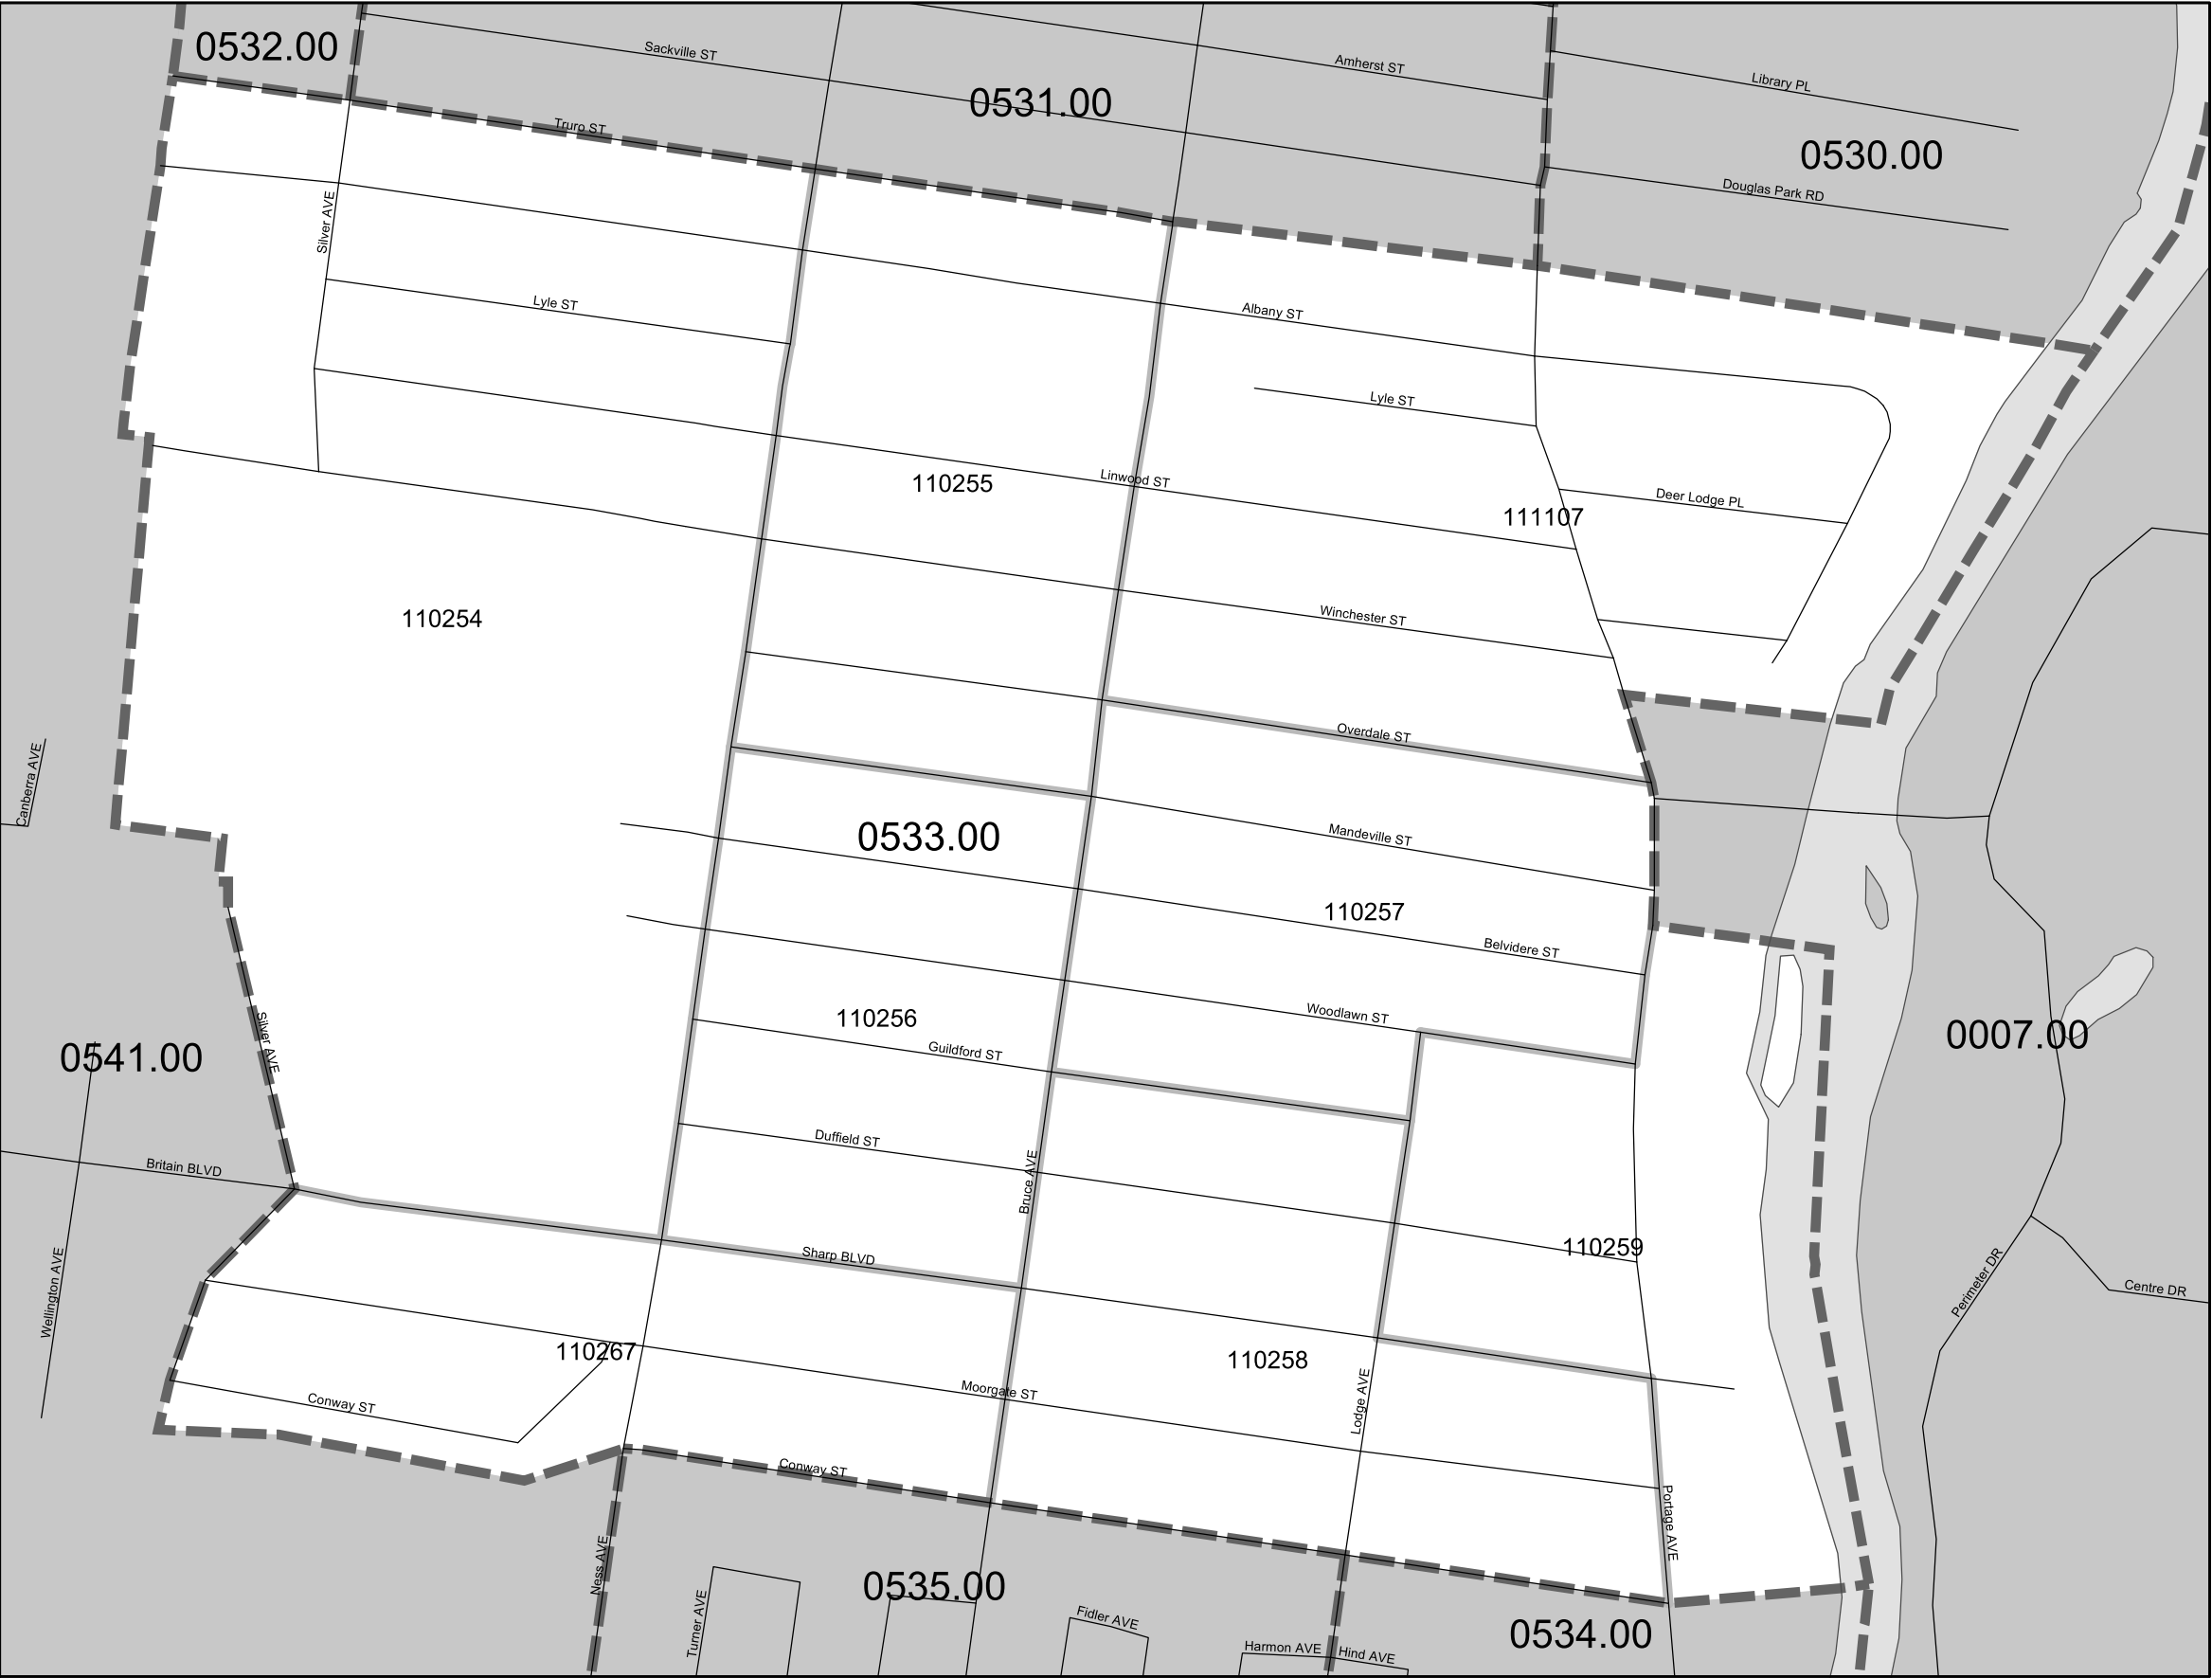 0532.00
Sackville ST
Amherst ST
Library PL
0531.00
Truro ST
0530.00
Douglas Park RD
Silver AVE
Lyle ST
Albany ST
Lyle ST
Linwood ST
110255
Deer Lodge PL
111107
110254
Winchester ST
Overdale ST
Canberra AVE
0533.00
Mandeville ST
110257
Belvidere ST
110256
Woodlawn ST
Guildford ST
0007.00
0541.00
Silver AVE
Duffield ST
Britain BLVD
Bruce AVE
Sharp BLVD
110259
Wellington AVE
Perimeter DR
Centre DR
110267
110258
Conway ST
Moorgate ST
Lodge AVE
Conway ST
Portage AVE
Ness AVE
0535.00
Turner AVE
Fidler AVE
0534.00
Harmon AVE
Hind AVE